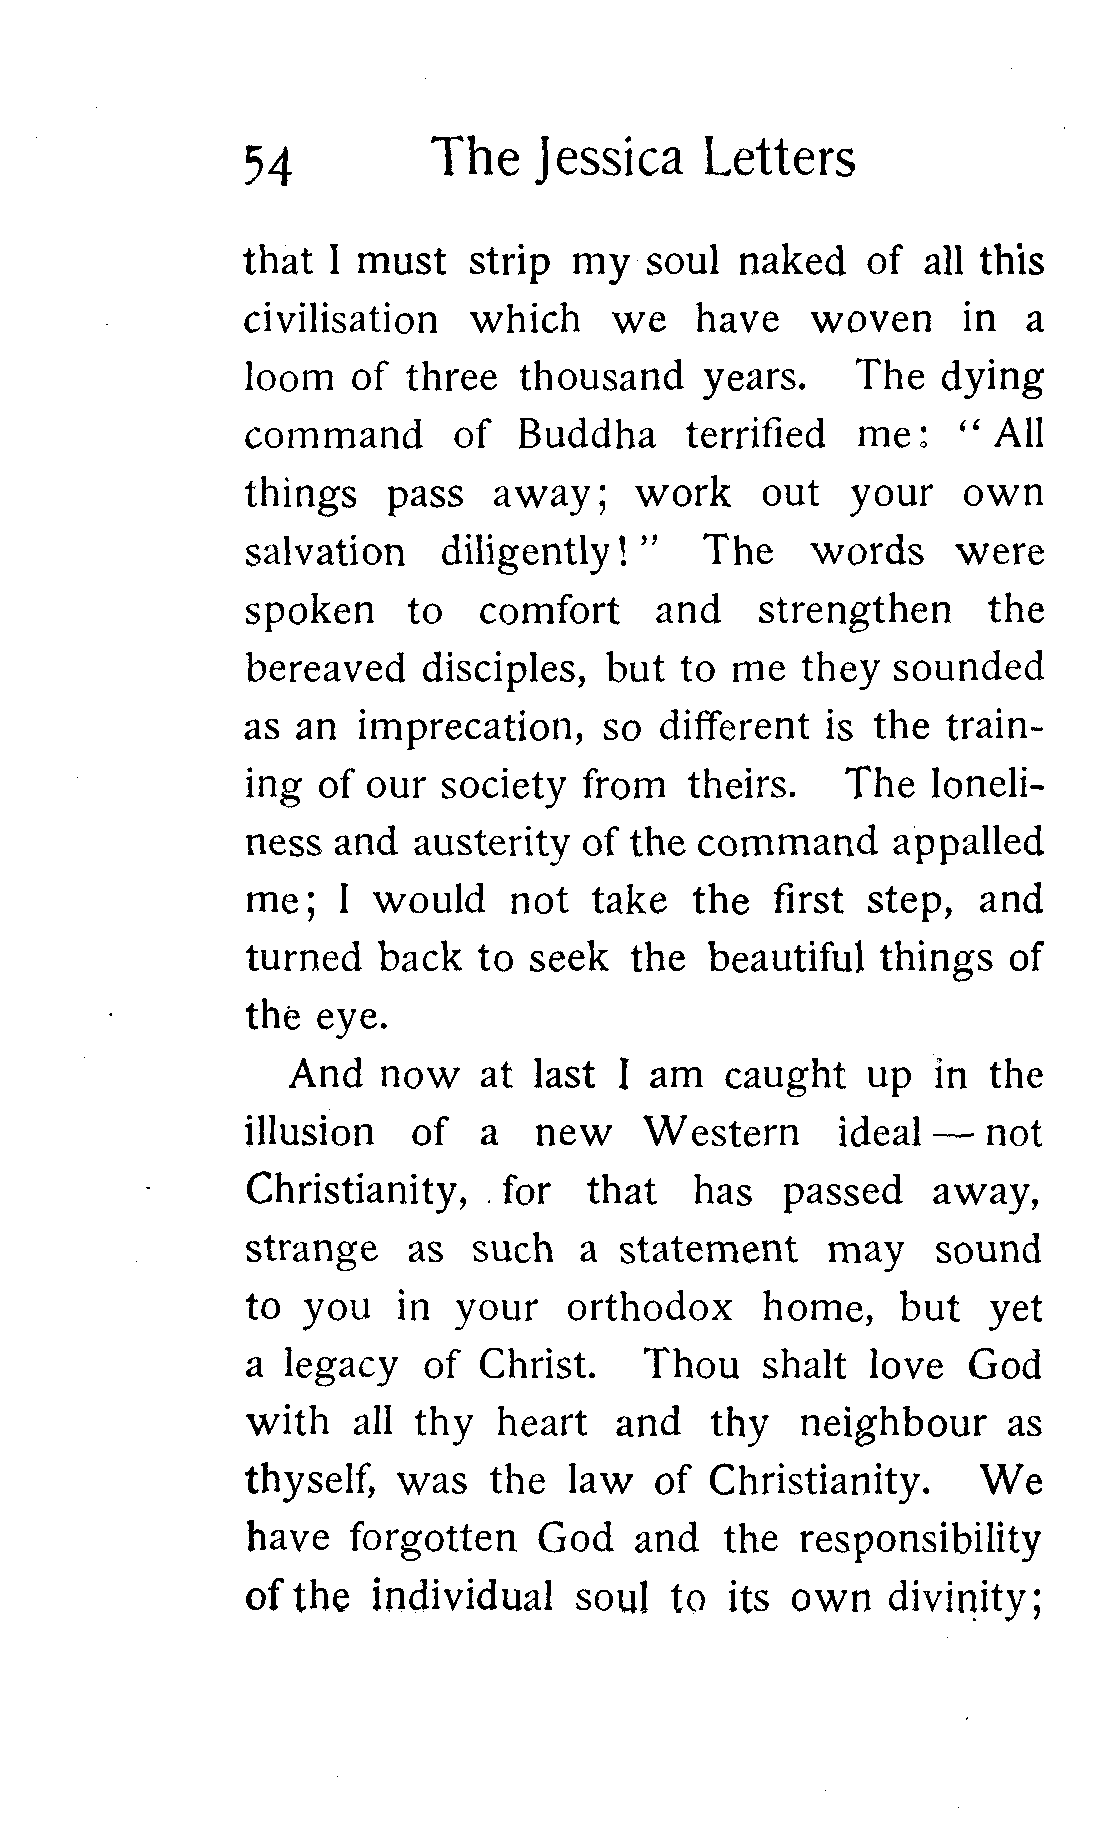 54 The Jessica Letters
that I must strip my soul naked of all this
civilisation which we have woven in a
loom of three thousand years. The dying
command of Buddha terrified me: “ All
things pass away; work out your own
salvation diligently! ” The words were
spoken to comfort and strengthen the
bereaved disciples, but to me they sounded
as an imprecation, so different is the train-
ing of our society from theirs. The loneli-
ness and austerity of the command appalled
me; I would not take the first step, and
turned back to seek the beautiful things of
the eye.
And now at last I am caught up in the
illusion of a new Western ideal — not
Christianity, for that has passed away,
strange as such a statement may sound
to you in your orthodox home, but yet
a legacy of Christ. Thou shalt love God
with all thy heart and thy neighbour as
thyself, was the law of Christianity. We
have forgotten God and the responsibility
of the individual soul to its own divinity;